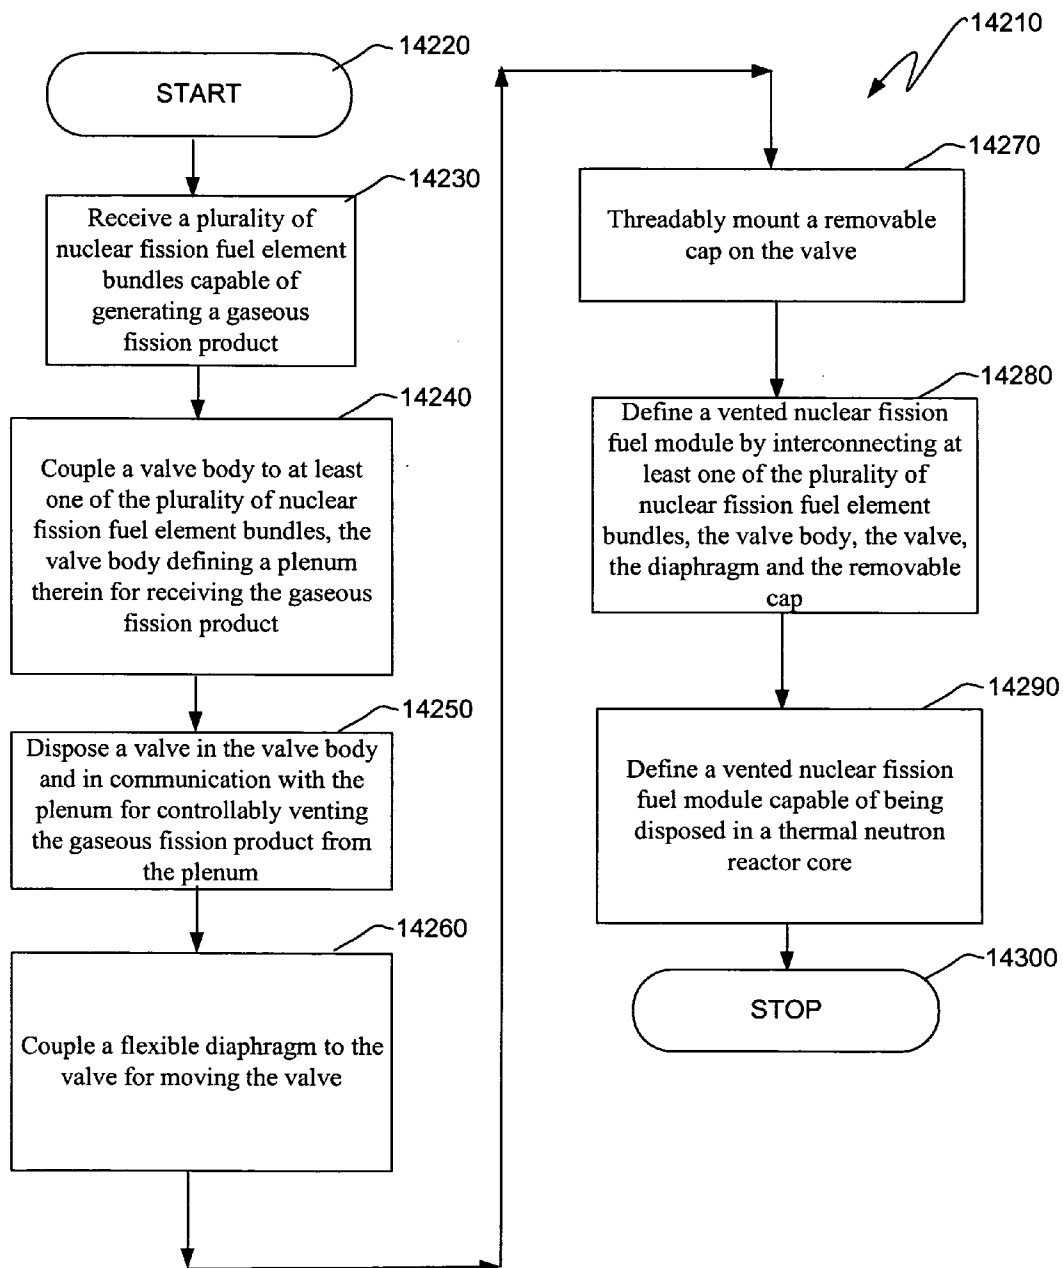 14210
14220
START
14230
Receive a plurality of
nuclear fission fuel element
bundles capable of
generating a gaseous
fission product
14240
Couple a valve body to at least
one of the plurality of nuclear
fission fuel element bundles, the
valve body defining a plenum
therein for receiving the gaseous
fission product
14250
Dispose a valve in the valve body
and in communication with the
plenum for controllably venting
the gaseous fission product from
the plenum
14260
Couple a flexible diaphragm to the
valve for moving the valve
14270
Threadably mount a removable
cap on the valve
14280
Define a vented nuclear fission
fuel module by interconnecting at
least one of the plurality of
nuclear fission fuel element
bundles, the valve body, the valve,
the diaphragm and the removable
cap
14290
Define a vented nuclear fission
fuel module capable of being
disposed in a thermal neutron
reactor core
14300
STOP